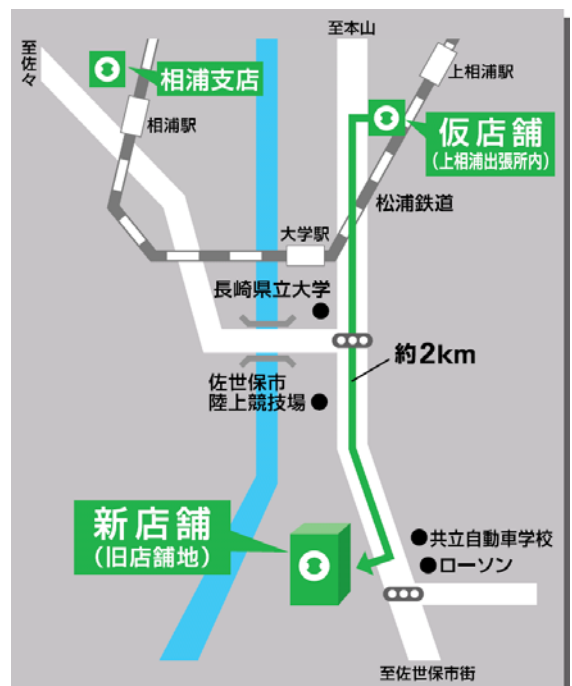 至本山
至佐々
相浦支店
上相浦駅
相浦駅
仮店舗
(上相浦出張所内)
松浦鉄道
大学駅
長崎県立大学
約2km
佐世保市
陸上競技場
新店舗
(旧店舗地)
共立自動車学校
ローソン
至佐世保市街